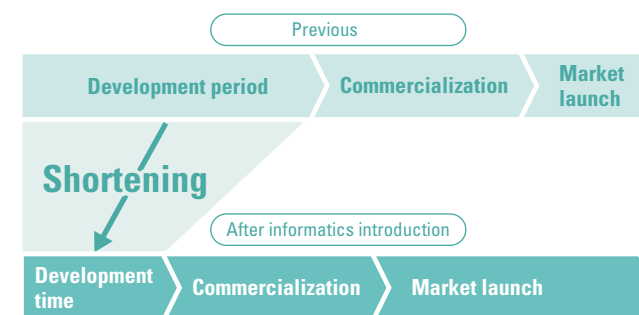 Previous
Development period
Commercialization
Market
launch
Shortening
After informatics introduction
Development
time
Commercialization
Market launch